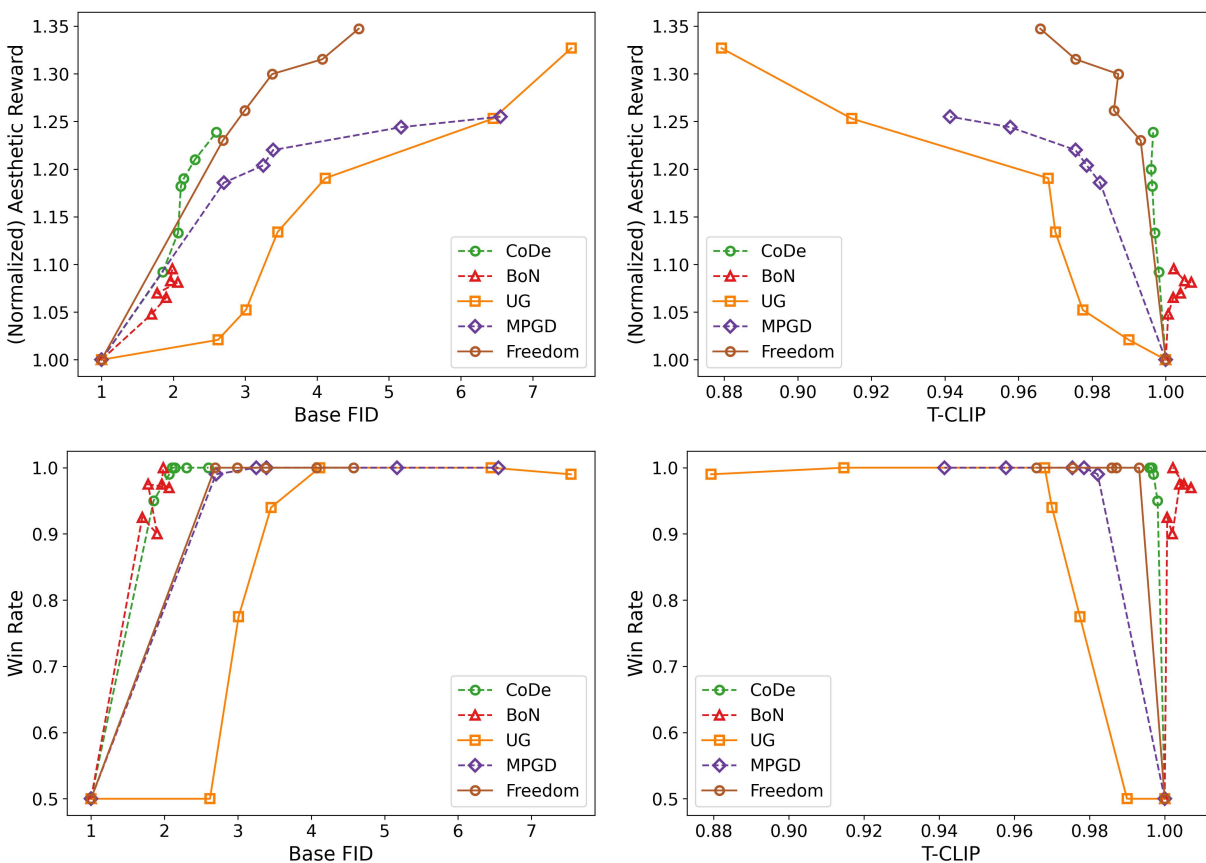 1.35
1.30
1.25
1.20
1.15
1.10
1.05
1.00
(Normalized) Aesthetic Reward
1 2 3 4 5 6 7
Base FID
CoDe
BoN
UG
MPGD
Freedom
1.35
1.30
1.25
1.20
1.15
1.10
1.05
1.00
(Normalized) Aesthetic Reward
0.88 0.90 0.92 0.94 0.96 0.98 1.00
T-CLIP
CoDe
BoN
UG
MPGD
Freedom
1.0
0.9
0.8
0.7
0.6
0.5
Win Rate
1 2 3 4 5 6 7
Base FID
CoDe
BoN
UG
MPGD
Freedom
1.0
0.9
0.8
0.7
0.6
0.5
Win Rate
0.88 0.90 0.92 0.94 0.96 0.98 1.00
T-CLIP
CoDe
BoN
UG
MPGD
Freedom